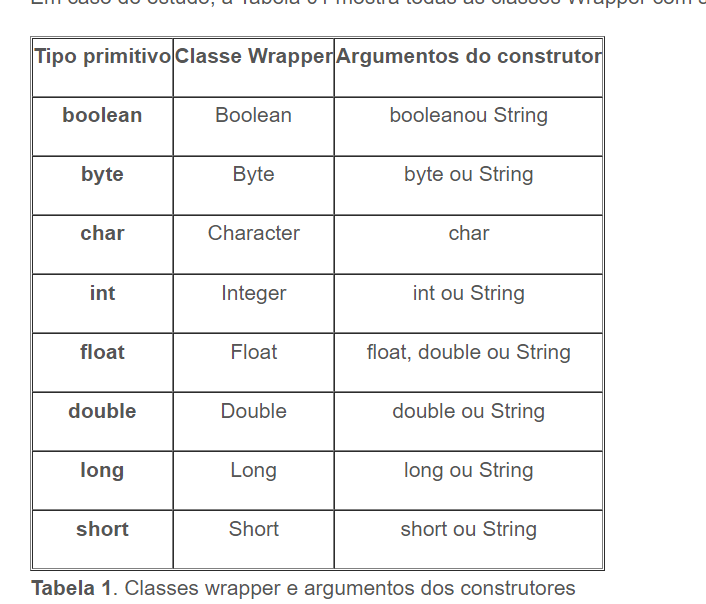 Em caso de estudo, a Tabela 01 mostra todas as classes Wrapper com s
Tipo primitivo Classe Wrapper Argumentos do construtor
boolean Boolean booleanou String
byte Byte byte ou String
char Character char
int Integer int ou String
float Float float, double ou String
double Double double ou String
long Long long ou String
short Short short ou String
Tabela 1. Classes wrapper e argumentos dos construtores